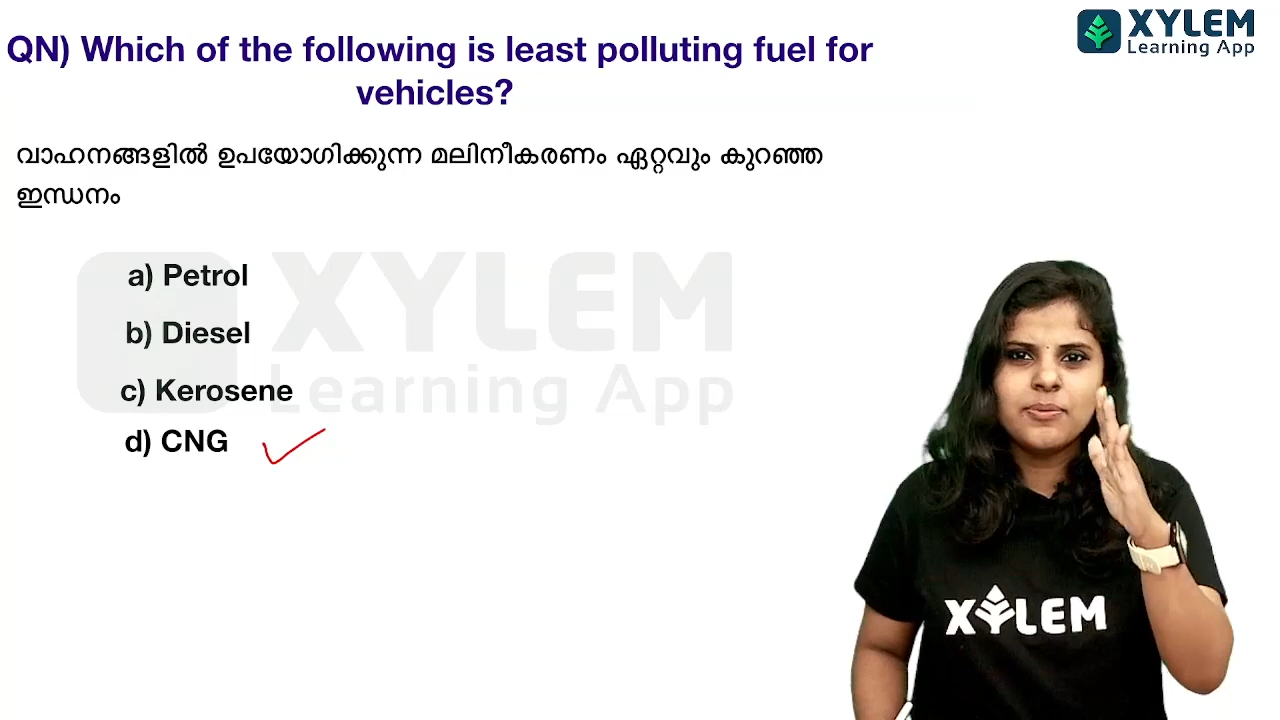 XYLEM
Learning App
QN) Which of the following is least polluting fuel for
vehicles?
വാഹനങ്ങളിൽ ഉപയോഗിക്കുന്ന മലിനീകരണം ഏറ്റവും കുറഞ്ഞ
ഇന്ധനം
XYLEM
Learning App
a) Petrol
b) Diesel
c) Kerosene
d) CNG
XYLEM